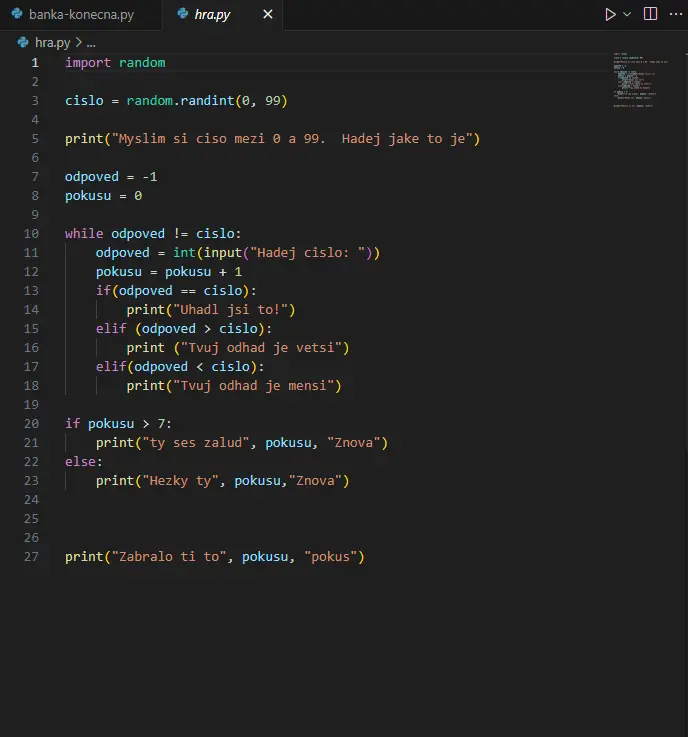 banka-konecna.py hra.py
hra.py > ...
1 import random
2
3 cislo = random.randint(0, 99)
4
5 print("Myslim si ciso mezi 0 a 99.  Hadej jake to je")
6
7 odpoved = -1
8 pokusu = 0
9
10 while odpoved != cislo:
11     odpoved = int(input("Hadej cislo: "))
12     pokusu = pokusu + 1
13     if(odpoved == cislo):
14         print("Uhadl jsi to!")
15     elif (odpoved > cislo):
16         print ("Tvuj odhad je vetsi")
17     elif(odpoved < cislo):
18         print("Tvuj odhad je mensi")
19
20 if pokusu > 7:
21     print("ty ses zalud", pokusu, "Znova")
22 else:
23     print("Hezky ty", pokusu,"Znova")
24
25
26
27 print("Zabralo ti to", pokusu, "pokus")